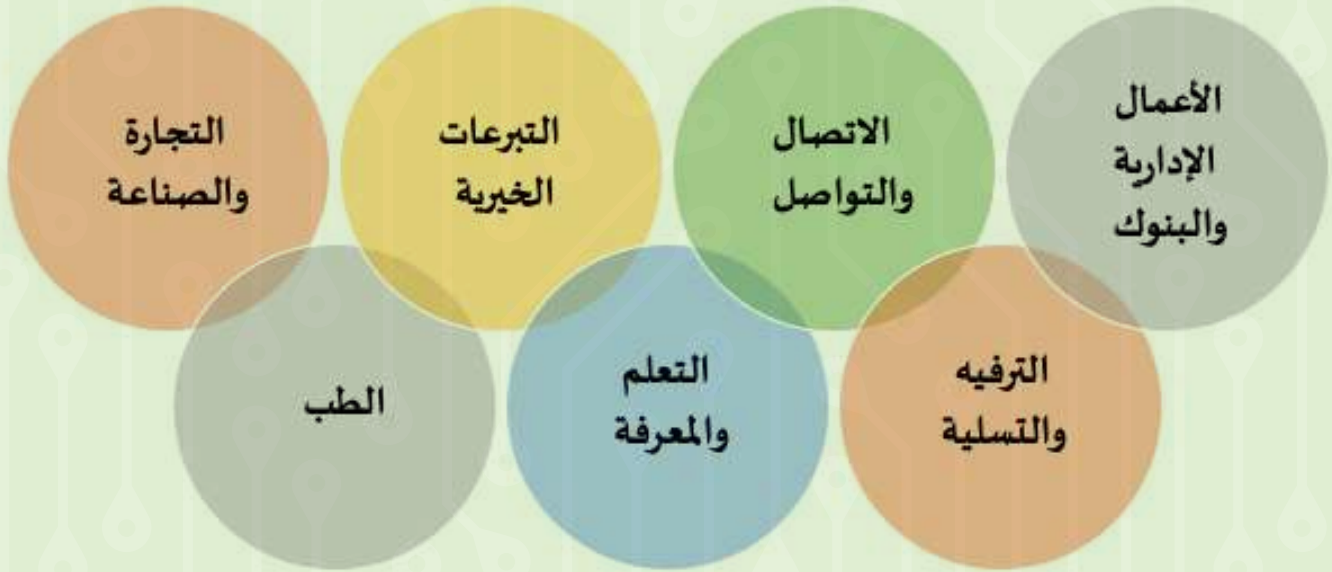 الأعمال
الإدارية
والبنوك
الاتصال
والتواصل
التبرعات
الخيرية
التجارة
والصناعة
الترفيه
والتسلية
التعلم
والمعرفة
الطب